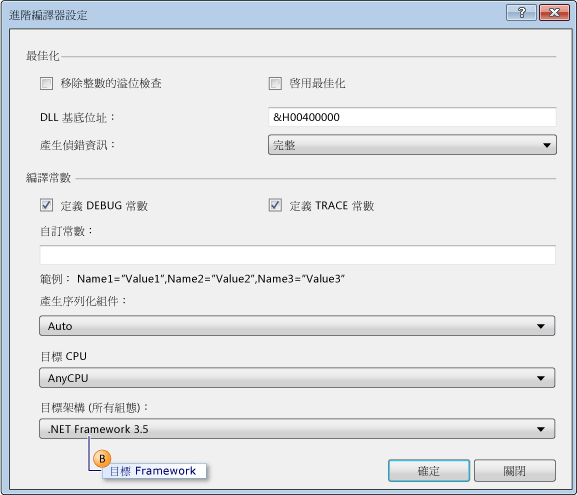 進階編譯器設定
最佳化
移除整數的溢位檢查
啓用最佳化
DLL 基底位址：
&H00400000
產生偵錯資訊：
完整
編譯常數
定義 DEBUG 常數
定義 TRACE 常數
自訂常數：
範例： Name1="Value1",Name2="Value2",Name3="Value3"
產生序列化組件：
Auto
目標 CPU
AnyCPU
目標架構 (所有組態)：
.NET Framework 3.5
B
目標 Framework
確定
關閉